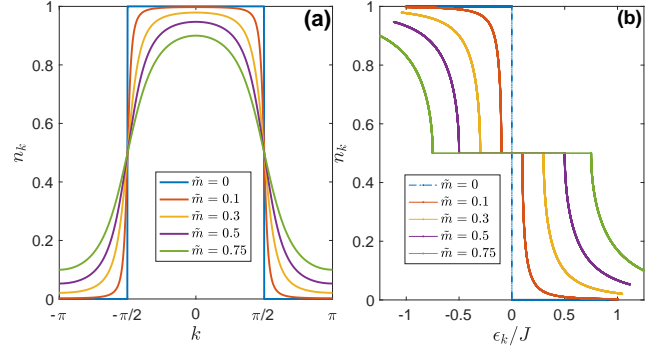 (a)
1
0.8
0.6
0.4
0.2
0
n_k
m̃ = 0
m̃ = 0.1
m̃ = 0.3
m̃ = 0.5
m̃ = 0.75
-π -π/2 0 π/2 π
k
(b)
1
0.8
0.6
0.4
0.2
0
n_k
m̃ = 0
m̃ = 0.1
m̃ = 0.3
m̃ = 0.5
m̃ = 0.75
-1 -0.5 0 0.5 1
ϵ_k/J